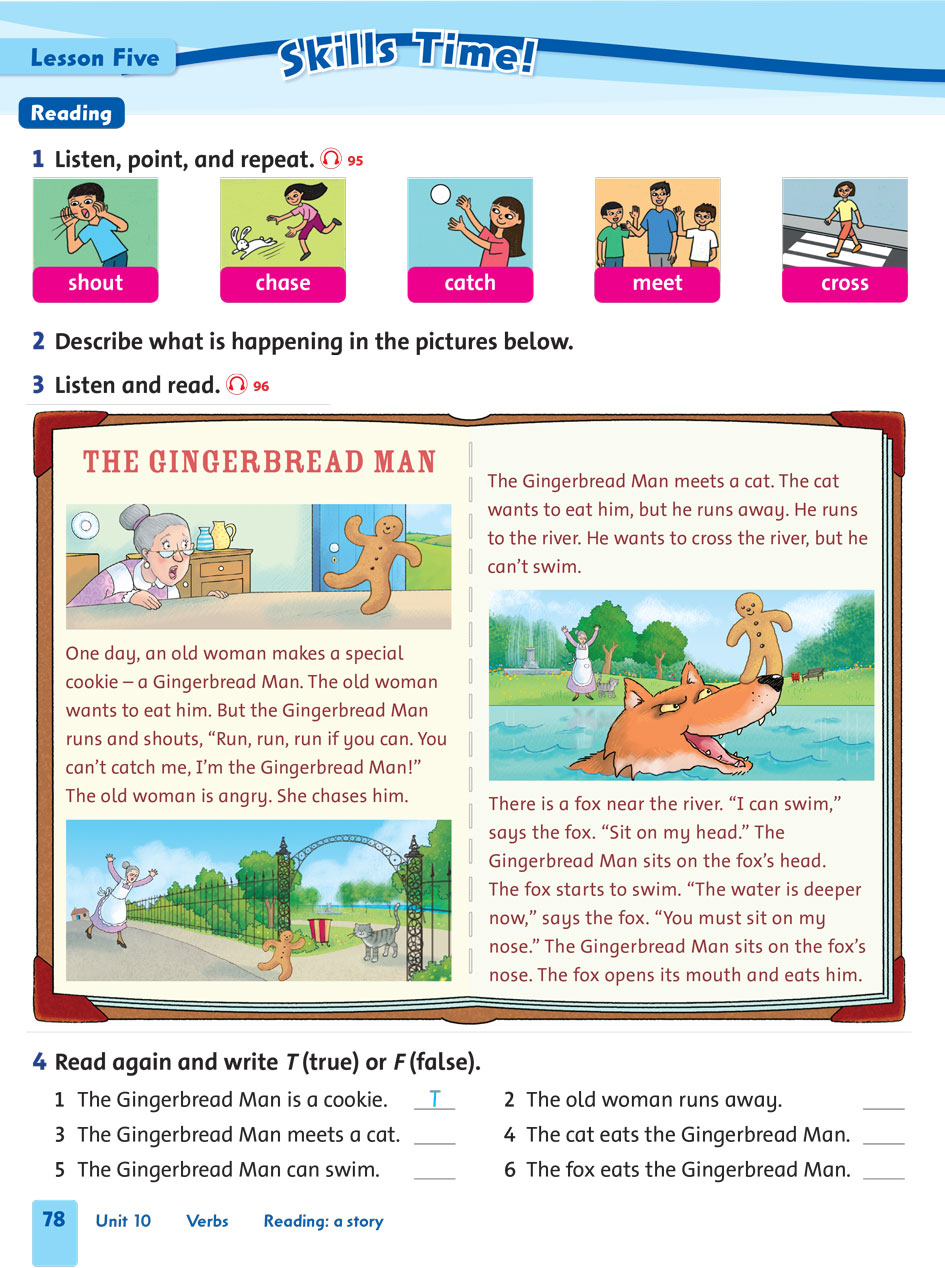 Lesson Five
Skills Time!
Reading
1 Listen, point, and repeat. 95
shout
chase
catch
meet
cross
2 Describe what is happening in the pictures below.
3 Listen and read. 96
THE GINGERBREAD MAN
One day, an old woman makes a special
cookie – a Gingerbread Man. The old woman
wants to eat him. But the Gingerbread Man
runs and shouts, “Run, run, run if you can. You
can’t catch me, I’m the Gingerbread Man!”
The old woman is angry. She chases him.
The Gingerbread Man meets a cat. The cat
wants to eat him, but he runs away. He runs
to the river. He wants to cross the river, but he
can’t swim.
There is a fox near the river. “I can swim,”
says the fox. “Sit on my head.” The
Gingerbread Man sits on the fox’s head.
The fox starts to swim. “The water is deeper
now,” says the fox. “You must sit on my
nose.” The Gingerbread Man sits on the fox’s
nose. The fox opens its mouth and eats him.
4 Read again and write T (true) or F (false).
1 The Gingerbread Man is a cookie. T
2 The old woman runs away.
3 The Gingerbread Man meets a cat.
4 The cat eats the Gingerbread Man.
5 The Gingerbread Man can swim.
6 The fox eats the Gingerbread Man.
78 Unit 10 Verbs Reading: a story